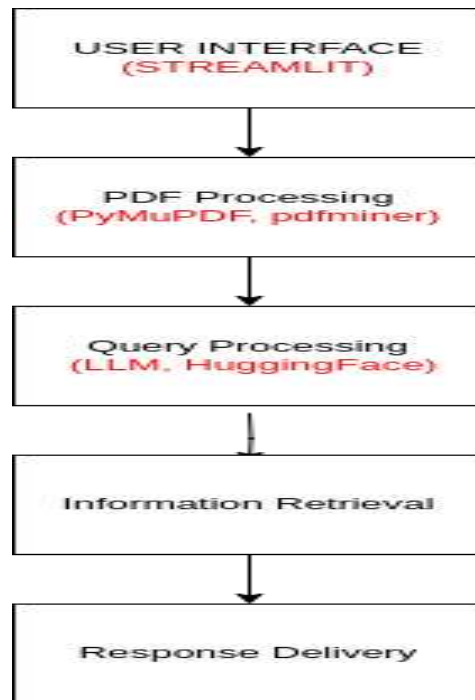 USER INTERFACE
(STREAMLIT)
PDF Processing
(PyMuPDF, pdfminer)
Query Processing
(LLM, HuggingFace)
Information Retrieval
Response Delivery